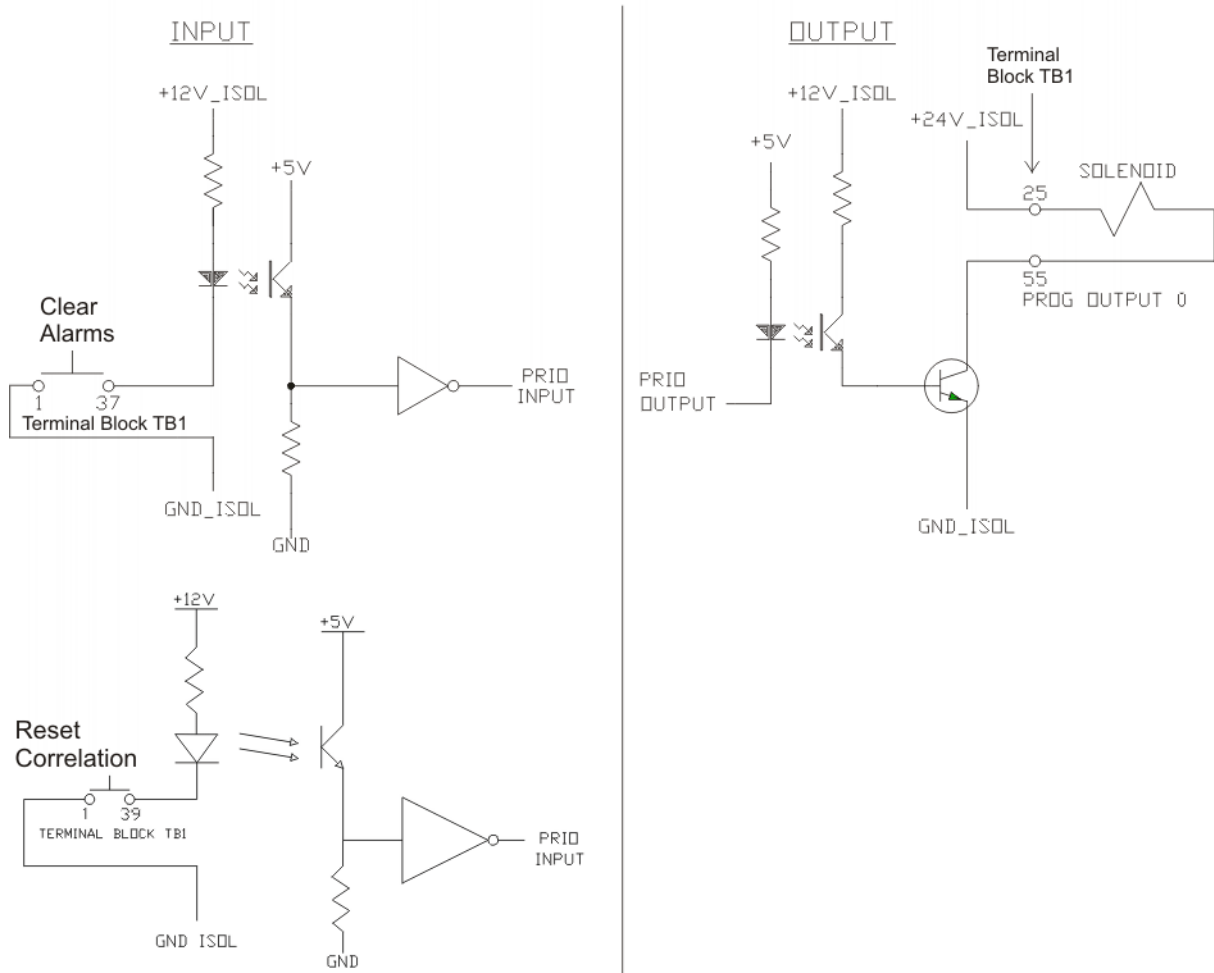 INPUT
+12V_ISOL
+5V
Clear
Alarms
1
37
Terminal Block TB1
PRIO
INPUT
GND_ISOL
GND
+12V
+5V
Reset
Correlation
1
39
TERMINAL BLOCK TB1
PRIO
INPUT
GND ISOL
GND
OUTPUT
Terminal
Block TB1
+12V_ISOL
+24V_ISOL
+5V
SOLENOID
25
55
PROG OUTPUT 0
PRIO
OUTPUT
GND_ISOL